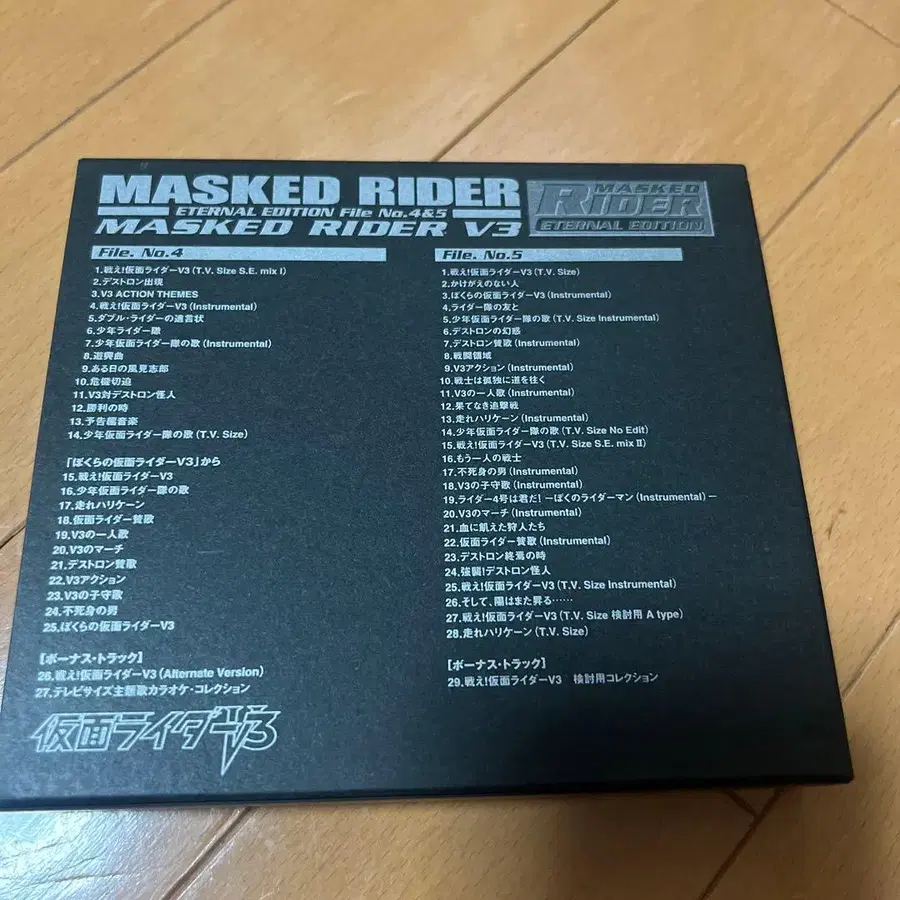 MASKED RIDER
ETERNAL EDITION File No.4&5
MASKED RIDER V3
MASKED
RIDER
ETERNAL EDITION
File. No.4
1.戦え!仮面ライダーV3(T.V. Size S.E. mix I)
2.デストロン出現
3.V3 ACTION THEMES
4.戦え!仮面ライダーV3(Instrumental)
5.ダブル・ライダーの遺言状
6.少年ライダー隊
7.少年仮面ライダー隊の歌(Instrumental)
8.遊興曲
9.ある日の風見志郎
10.危機切迫
11.V3対デストロン怪人
12.勝利の時
13.予告編音楽
14.少年仮面ライダー隊の歌(T.V. Size)
「ぼくらの仮面ライダーV3」から
15.戦え!仮面ライダーV3
16.少年仮面ライダー隊の歌
17.走れハリケーン
18.仮面ライダー賛歌
19.V3の一人歌
20.V3のマーチ
21.デストロン賛歌
22.V3アクション
23.V3の子守歌
24.不死身の男
25.ぼくらの仮面ライダーV3
[ボーナス・トラック]
26.戦え!仮面ライダーV3(Alternate Version)
27.テレビサイズ主題歌カラオケ・コレクション
仮面ライダーV3
File. No.5
1.戦え!仮面ライダーV3(T.V. Size)
2.かけがえのない人
3.ぼくらの仮面ライダーV3(Instrumental)
4.ライダー隊の友と
5.少年仮面ライダー隊の歌(T.V. Size Instrumental)
6.デストロンの幻惑
7.デストロン賛歌(Instrumental)
8.戦闘領域
9.V3アクション(Instrumental)
10.戦士は孤独に道を往く
11.V3の一人歌(Instrumental)
12.果てなき追撃戦
13.走れハリケーン(Instrumental)
14.少年仮面ライダー隊の歌(T.V. Size No Edit)
15.戦え!仮面ライダーV3(T.V. Size S.E. mix II)
16.もう一人の戦士
17.不死身の男(Instrumental)
18.V3の子守歌(Instrumental)
19.ライダー4号は君だ! ーぼくのライダーマン(Instrumental)ー
20.V3のマーチ(Instrumental)
21.血に飢えた狩人たち
22.仮面ライダー賛歌(Instrumental)
23.デストロン終焉の時
24.強襲!デストロン怪人
25.戦え!仮面ライダーV3(T.V. Size Instrumental)
26.そして、陽はまた昇る……
27.戦え!仮面ライダーV3(T.V. Size 検討用 A type)
28.走れハリケーン(T.V. Size)
[ボーナス・トラック]
29.戦え!仮面ライダーV3 検討用コレクション